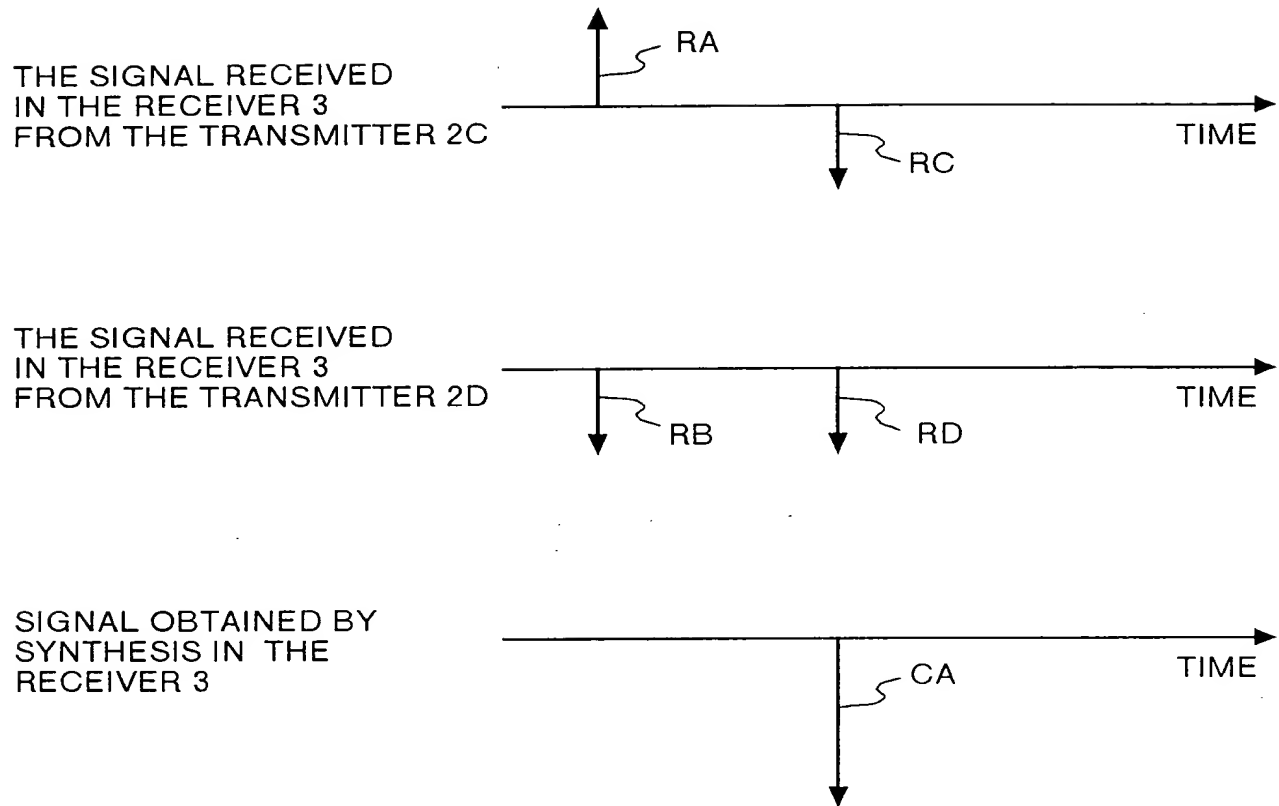 RA
THE SIGNAL RECEIVED
IN THE RECEIVER 3
FROM THE TRANSMITTER 2C
TIME
RC
THE SIGNAL RECEIVED
IN THE RECEIVER 3
FROM THE TRANSMITTER 2D
TIME
RB
RD
SIGNAL OBTAINED BY
SYNTHESIS IN THE
RECEIVER 3
TIME
CA